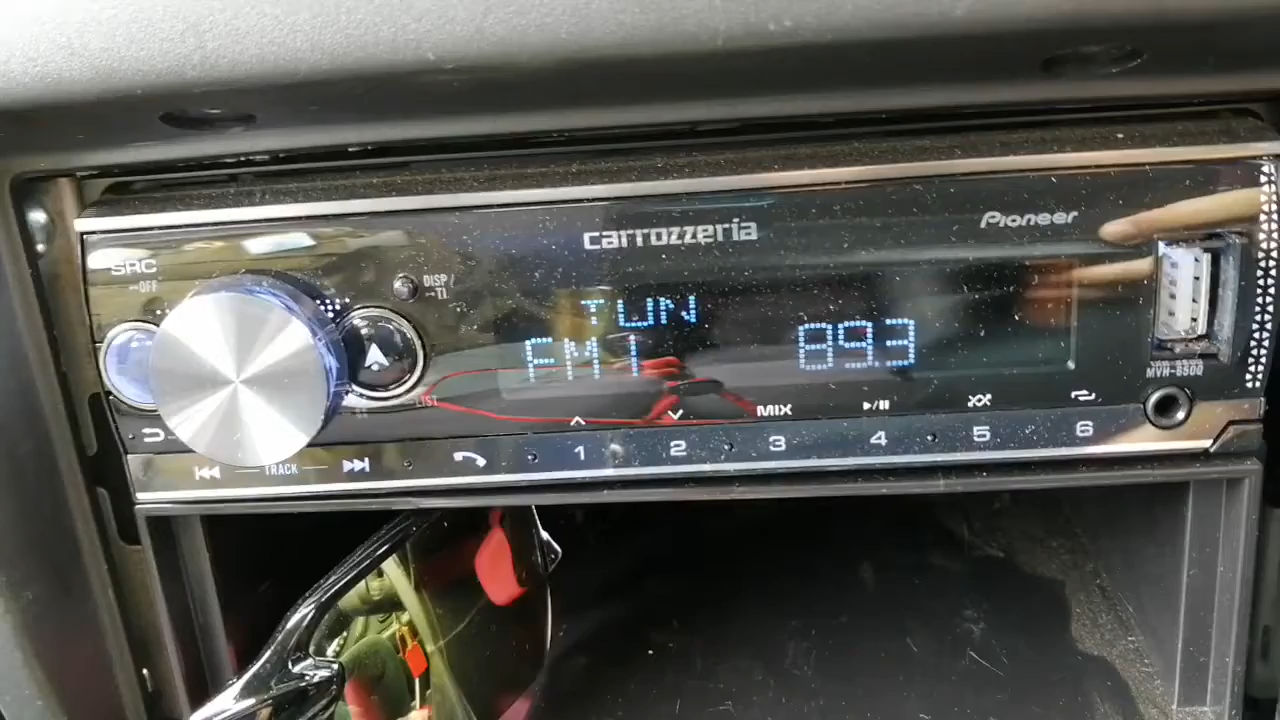 carrozzeria
Pioneer
SRC
OFF
DISP/
TI
TUN
FM1 89.3
LIST
MVH-6500
MIX
1 2 3 4 5 6
TRACK